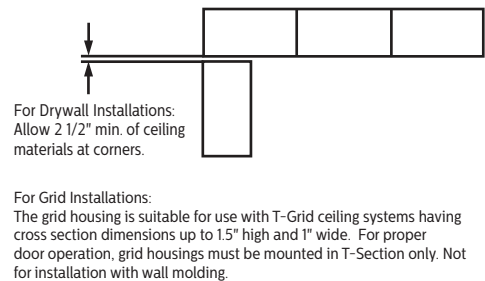 For Drywall Installations:
Allow 2 1/2" min. of ceiling
materials at corners.
For Grid Installations:
The grid housing is suitable for use with T-Grid ceiling systems having
cross section dimensions up to 1.5" high and 1" wide.  For proper
door operation, grid housings must be mounted in T-Section only. Not
for installation with wall molding.